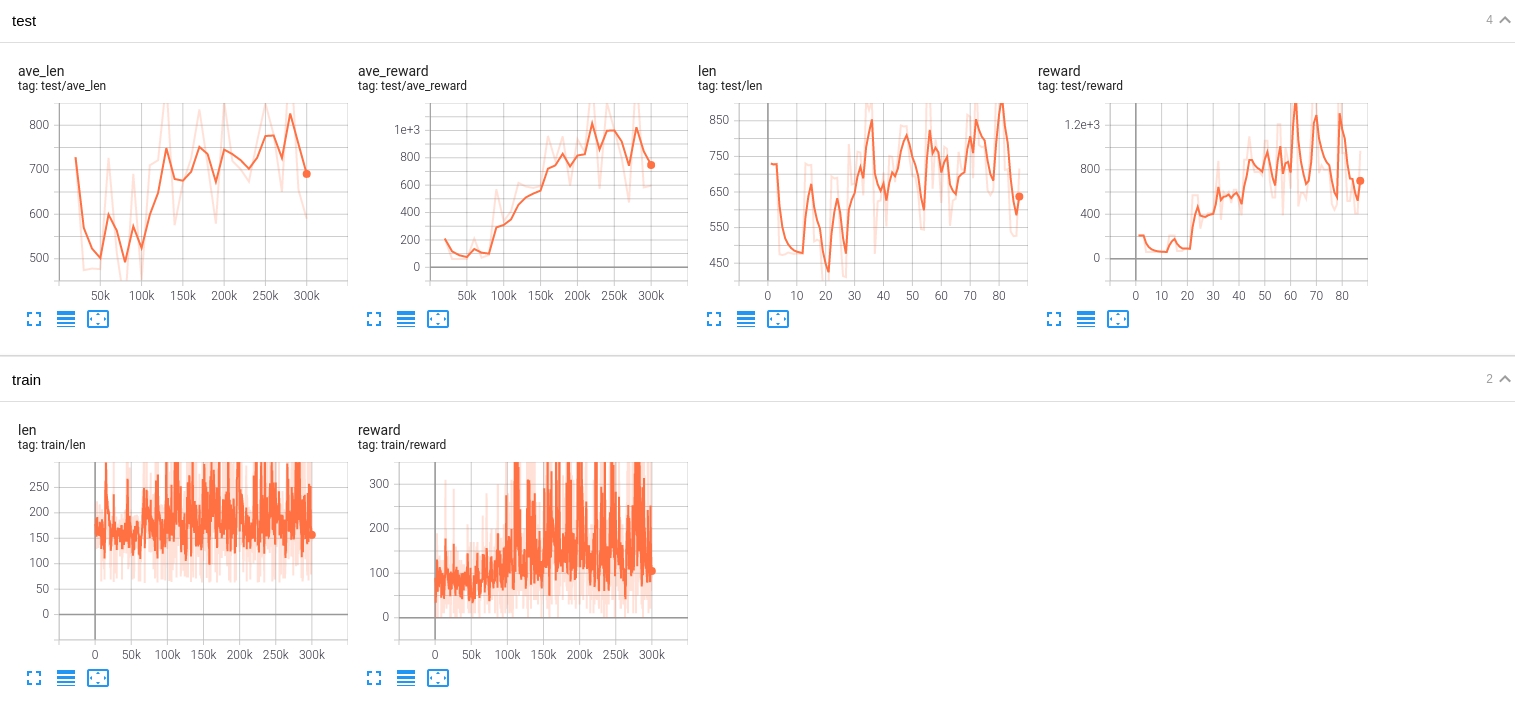 test
4
ave_len
tag: test/ave_len
800
700
600
500
50k 100k 150k 200k 250k 300k
ave_reward
tag: test/ave_reward
1e+3
800
600
400
200
0
50k 100k 150k 200k 250k 300k
len
tag: test/len
850
750
650
550
450
0 10 20 30 40 50 60 70 80
reward
tag: test/reward
1.2e+3
800
400
0
0 10 20 30 40 50 60 70 80
train
2
len
tag: train/len
250
200
150
100
50
0
0 50k 100k 150k 200k 250k 300k
reward
tag: train/reward
300
200
100
0
0 50k 100k 150k 200k 250k 300k